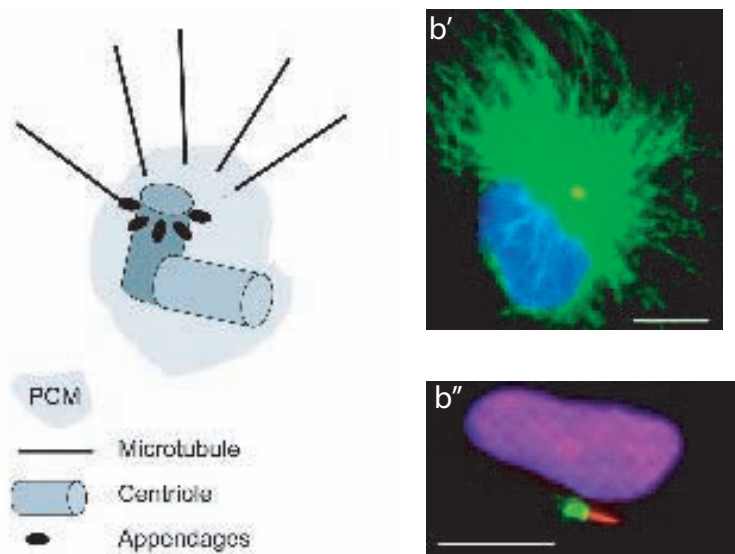 b′
PCM
Microtubule
Centriole
Appendages
b″